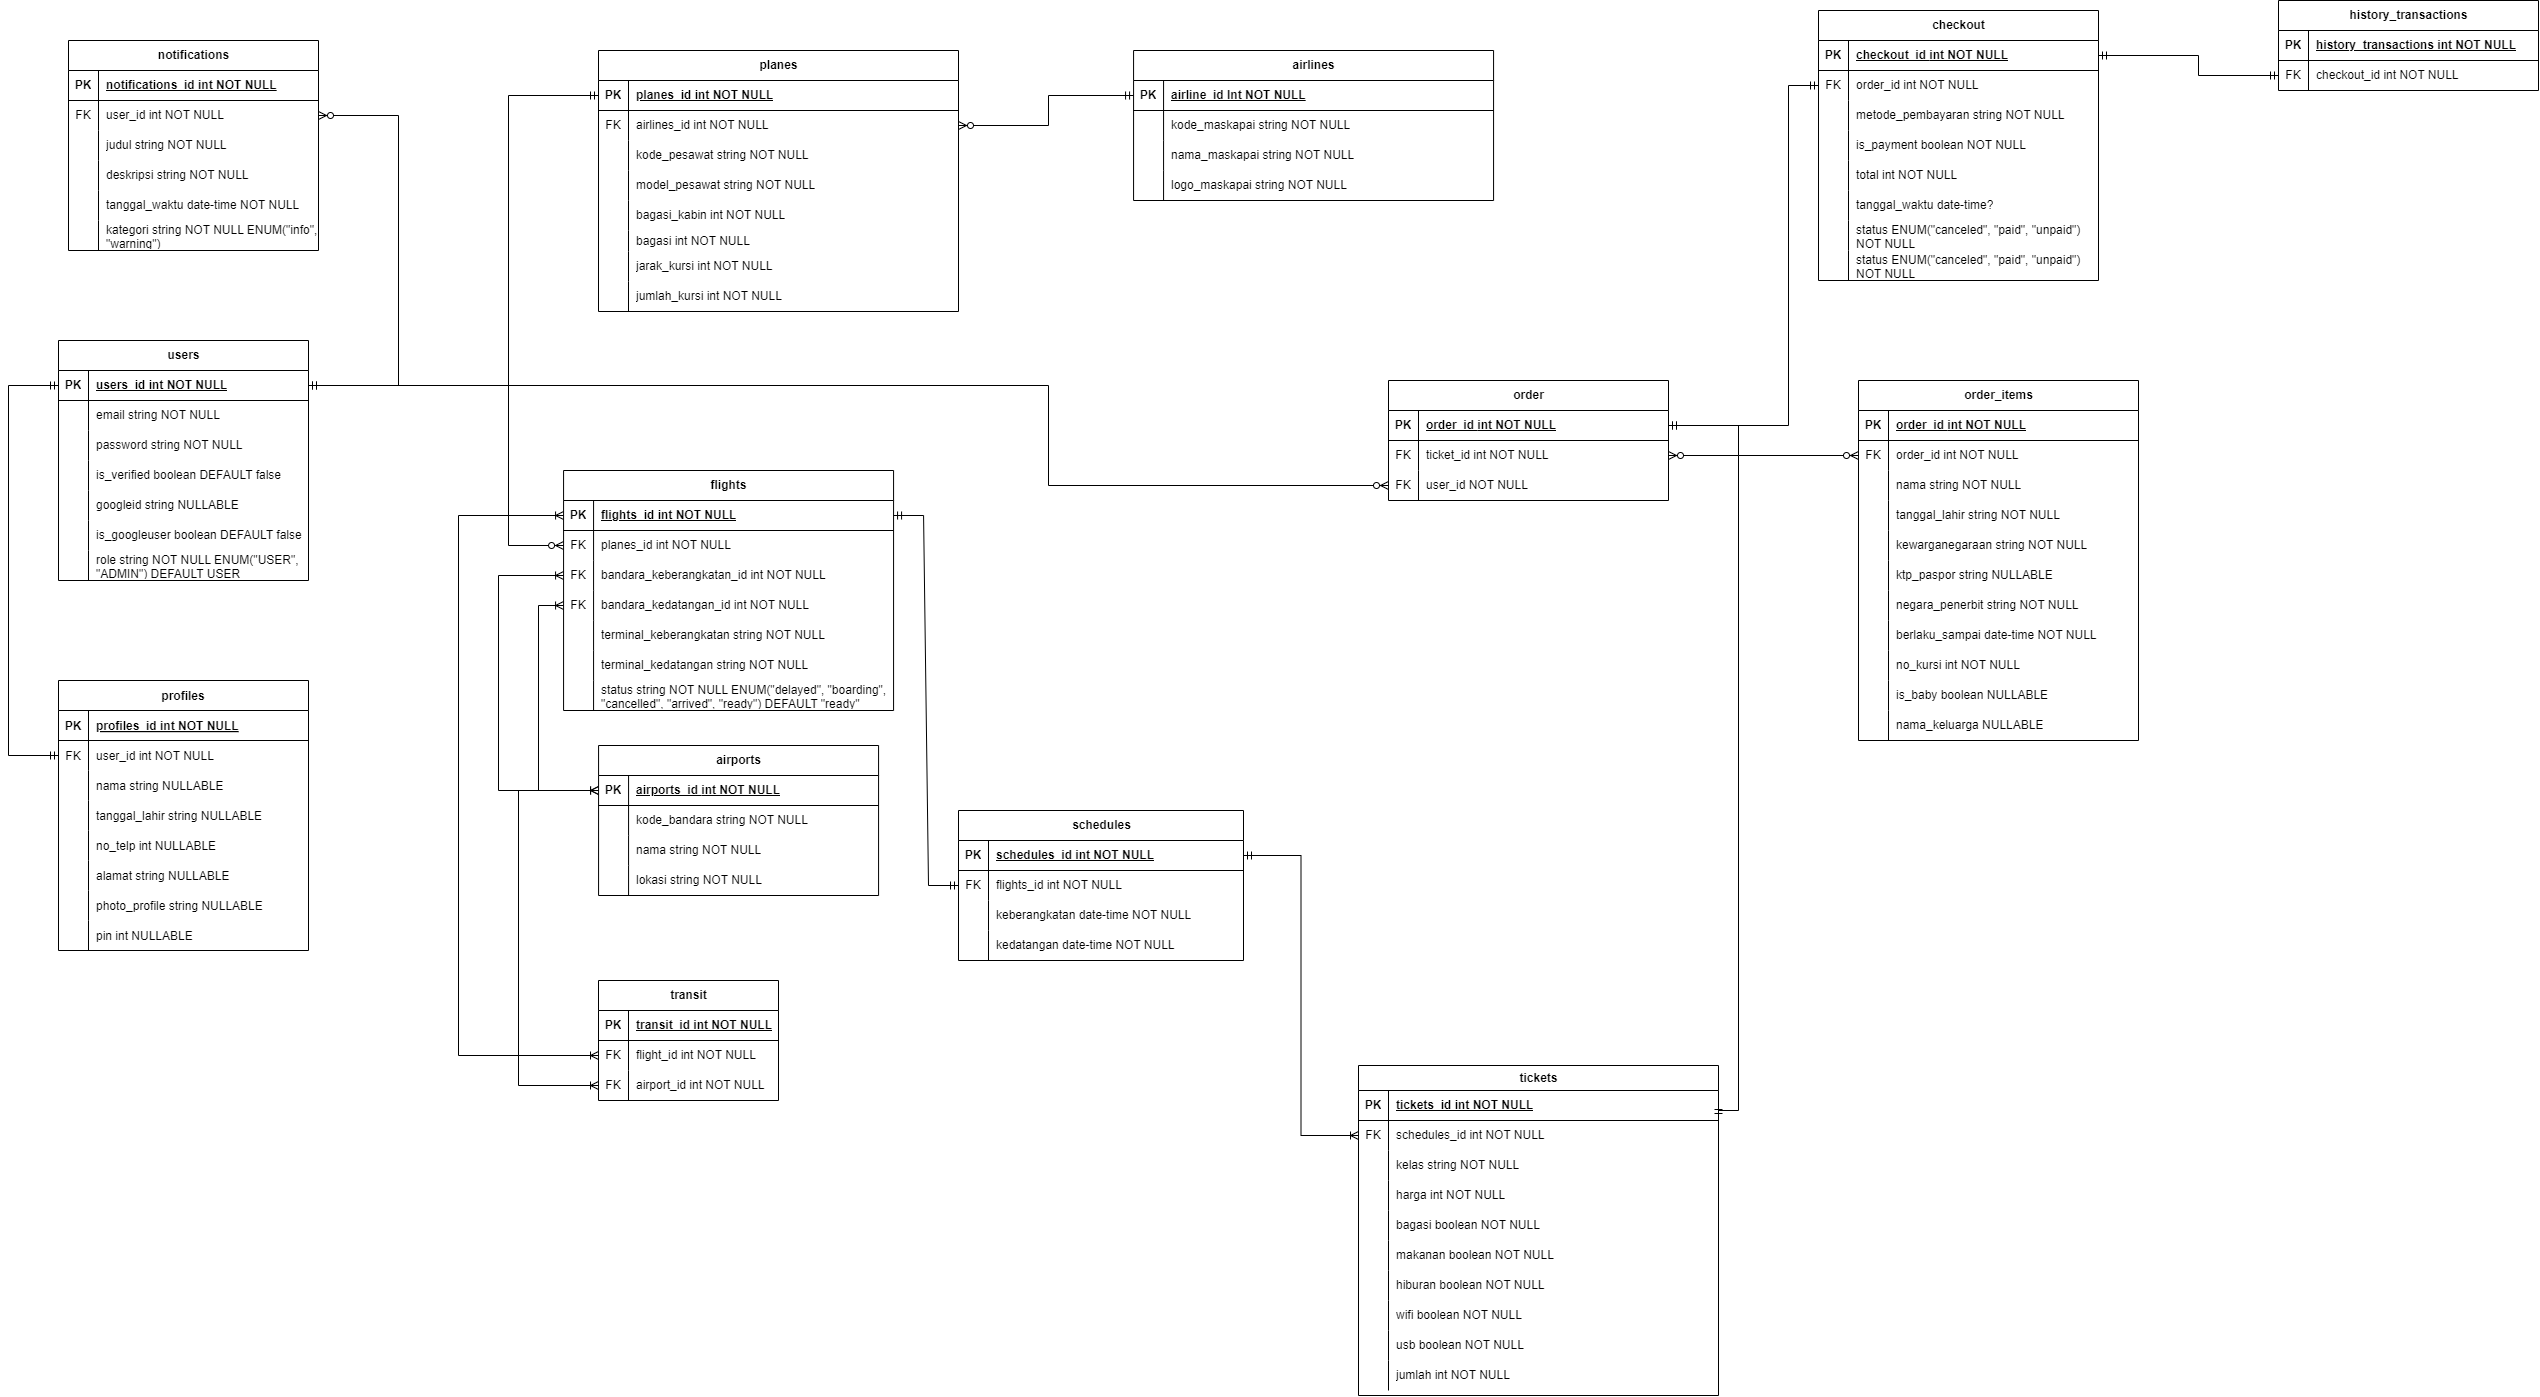 notifications
PK notifications_id int NOT NULL
FK user_id int NOT NULL
judul string NOT NULL
deskripsi string NOT NULL
tanggal_waktu date-time NOT NULL
kategori string NOT NULL ENUM("info",
"warning")
planes
PK planes_id int NOT NULL
FK airlines_id int NOT NULL
kode_pesawat string NOT NULL
model_pesawat string NOT NULL
bagasi_kabin int NOT NULL
bagasi int NOT NULL
jarak_kursi int NOT NULL
jumlah_kursi int NOT NULL
airlines
PK airline_id Int NOT NULL
kode_maskapai string NOT NULL
nama_maskapai string NOT NULL
logo_maskapai string NOT NULL
checkout
PK checkout_id int NOT NULL
FK order_id int NOT NULL
metode_pembayaran string NOT NULL
is_payment boolean NOT NULL
total int NOT NULL
tanggal_waktu date-time?
status ENUM("canceled", "paid", "unpaid")
NOT NULL
status ENUM("canceled", "paid", "unpaid")
NOT NULL
history_transactions
PK history_transactions int NOT NULL
FK checkout_id int NOT NULL
users
PK users_id int NOT NULL
email string NOT NULL
password string NOT NULL
is_verified boolean DEFAULT false
googleid string NULLABLE
is_googleuser boolean DEFAULT false
role string NOT NULL ENUM("USER",
"ADMIN") DEFAULT USER
flights
PK flights_id int NOT NULL
FK planes_id int NOT NULL
FK bandara_keberangkatan_id int NOT NULL
FK bandara_kedatangan_id int NOT NULL
terminal_keberangkatan string NOT NULL
terminal_kedatangan string NOT NULL
status string NOT NULL ENUM("delayed", "boarding",
"cancelled", "arrived", "ready") DEFAULT "ready"
order
PK order_id int NOT NULL
FK ticket_id int NOT NULL
FK user_id NOT NULL
order_items
PK order_id int NOT NULL
FK order_id int NOT NULL
nama string NOT NULL
tanggal_lahir string NOT NULL
kewarganegaraan string NOT NULL
ktp_paspor string NULLABLE
negara_penerbit string NOT NULL
berlaku_sampai date-time NOT NULL
no_kursi int NOT NULL
is_baby boolean NULLABLE
nama_keluarga NULLABLE
profiles
PK profiles_id int NOT NULL
FK user_id int NOT NULL
nama string NULLABLE
tanggal_lahir string NULLABLE
no_telp int NULLABLE
alamat string NULLABLE
photo_profile string NULLABLE
pin int NULLABLE
airports
PK airports_id int NOT NULL
kode_bandara string NOT NULL
nama string NOT NULL
lokasi string NOT NULL
schedules
PK schedules_id int NOT NULL
FK flights_id int NOT NULL
keberangkatan date-time NOT NULL
kedatangan date-time NOT NULL
transit
PK transit_id int NOT NULL
FK flight_id int NOT NULL
FK airport_id int NOT NULL
tickets
PK tickets_id int NOT NULL
FK schedules_id int NOT NULL
kelas string NOT NULL
harga int NOT NULL
bagasi boolean NOT NULL
makanan boolean NOT NULL
hiburan boolean NOT NULL
wifi boolean NOT NULL
usb boolean NOT NULL
jumlah int NOT NULL